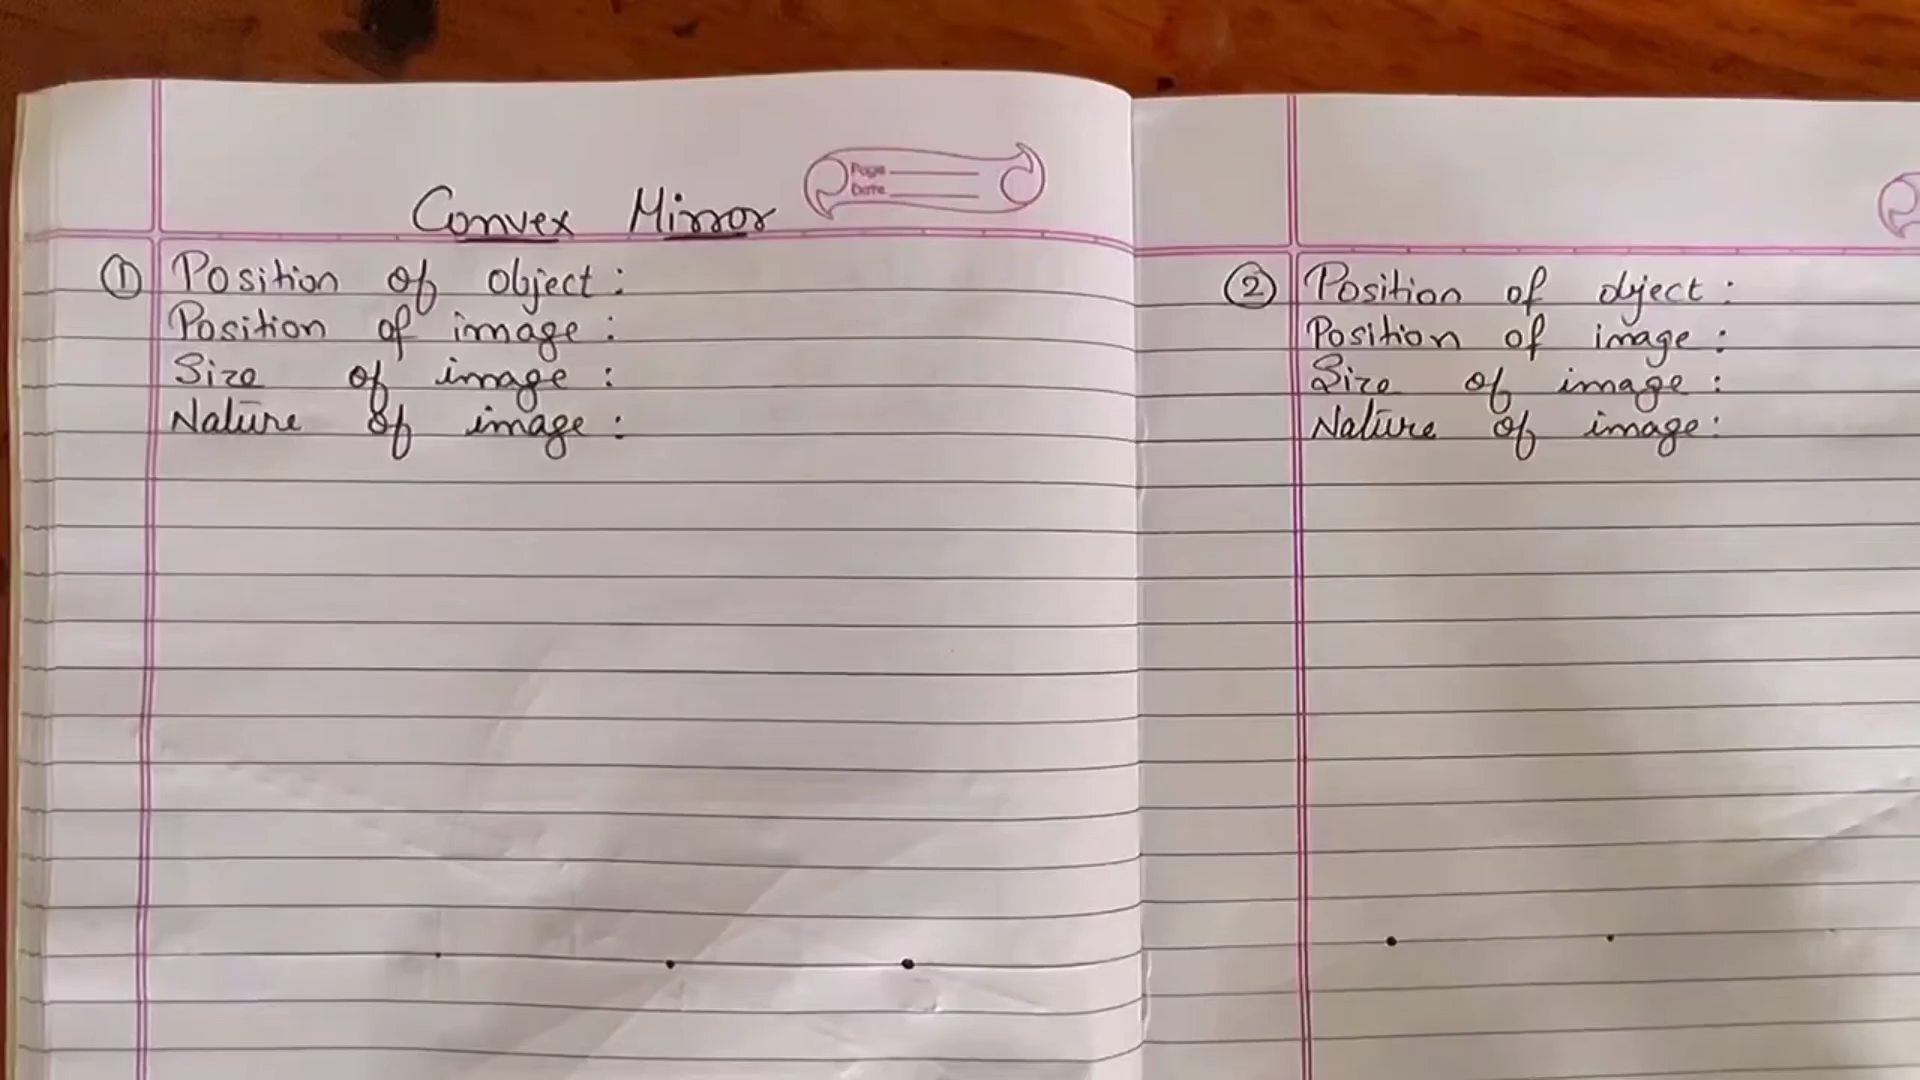 Page
Date
Convex Mirror
① Position of object :
Position of image :
Size of image :
Nature of image :
② Position of object :
Position of image :
Size of image :
Nature of image :